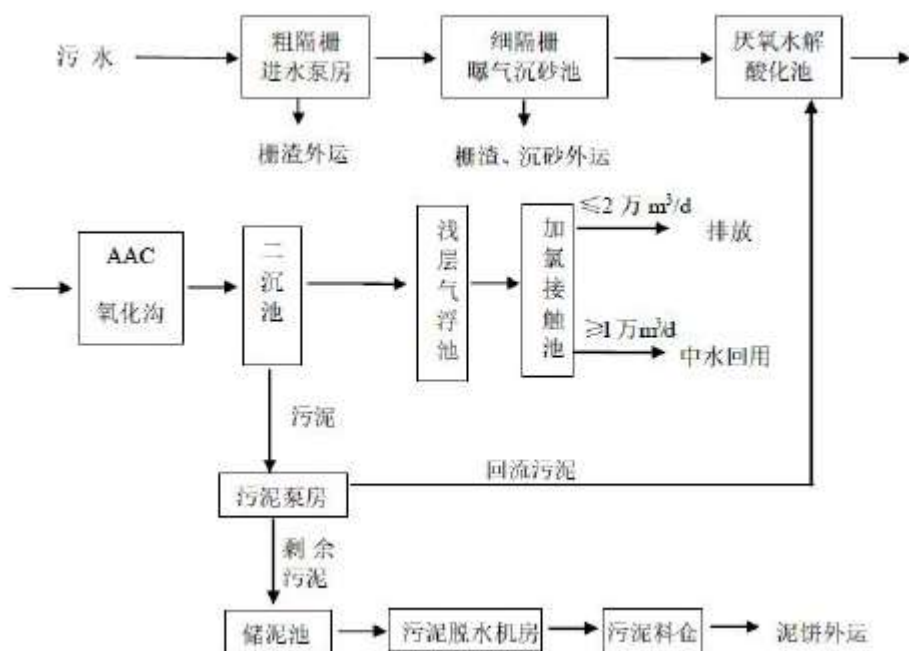 污 水
粗隔栅
进水泵房
细隔栅
曝气沉砂池
厌氧水解
酸化池
栅渣外运
栅渣、沉砂外运
AAC
氧化沟
二沉池
浅层气浮池
加氯接触池
≤2 万 m³/d
排放
≥1 万m³/d
中水回用
污泥
污泥泵房
回流污泥
剩 余
污泥
储泥池
污泥脱水机房
污泥料仓
泥饼外运